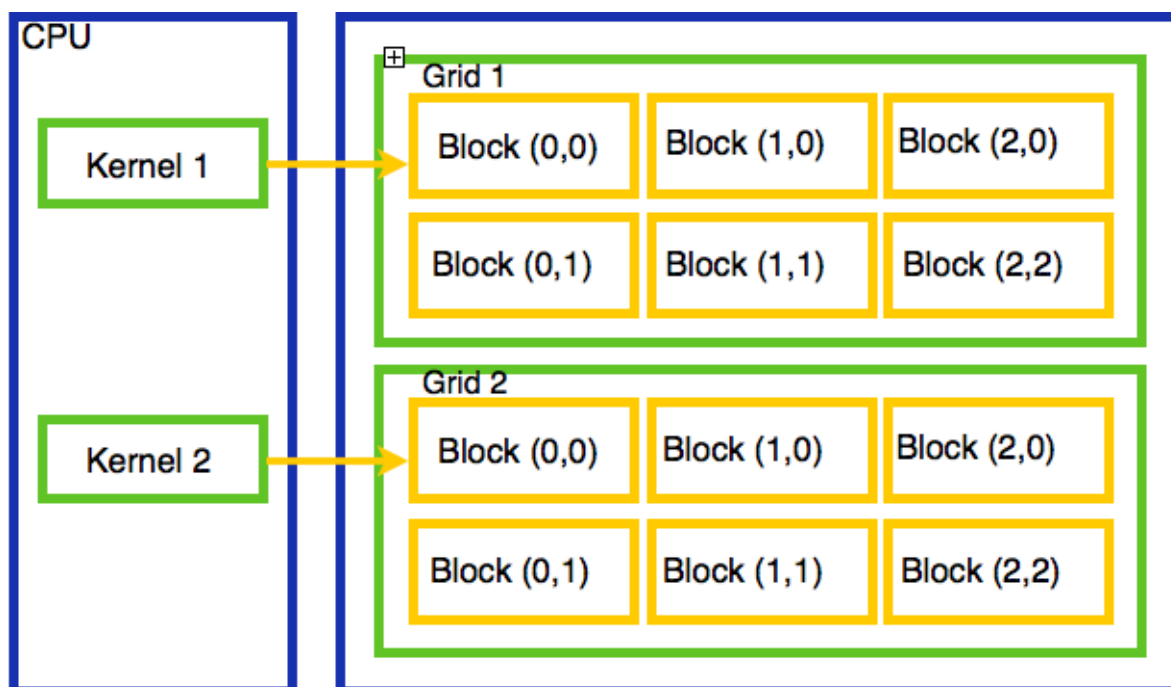 CPU
Kernel 1
Kernel 2
Grid 1
Block (0,0)
Block (1,0)
Block (2,0)
Block (0,1)
Block (1,1)
Block (2,2)
Grid 2
Block (0,0)
Block (1,0)
Block (2,0)
Block (0,1)
Block (1,1)
Block (2,2)